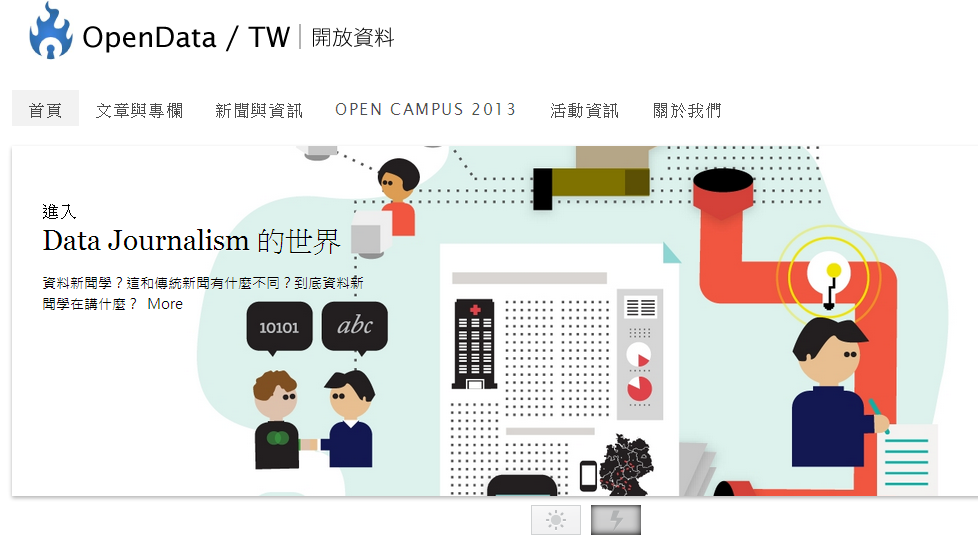 OpenData / TW | 開放資料
首頁 文章與專欄 新聞與資訊 OPEN CAMPUS 2013 活動資訊 關於我們
進入
Data Journalism 的世界
資料新聞學？這和傳統新聞有什麼不同？到底資料新
聞學在講什麼？ More
10101 abc